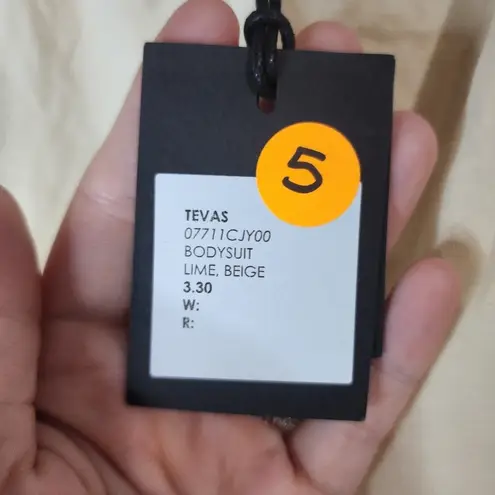 5
TEVAS
07711CJY00
BODYSUIT
LIME, BEIGE
3.30
W:
R: